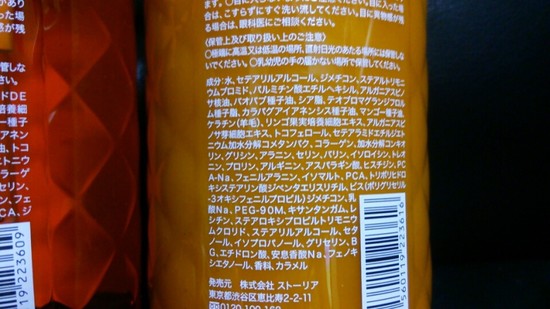 場合は、こすらずにすぐ洗い流してください。目に異物感が残
る場合は、眼科医にご相談ください。
〈保管上及び取り扱い上のご注意〉
○極端に高温又は低温の場所、直射日光のあたる場所には保管しな
いでください。○乳幼児の手の届かない場所で保管してください。
成分：水、セテアリルアルコール、ジメチコン、ステアルトリモニ
ウムブロミド、パルミチン酸エチルヘキシル、アルガニアスピノ
サ核油、バオバブ種子油、シア脂、テオブロマグランジフロル
ム種子脂、カラパグアイアネンシス種子油、マンゴー種子脂、
ケラチン(羊毛)、リンゴ果実培養細胞エキス、アルガニアスピ
ノサ芽細胞エキス、トコフェロール、セテアラミドエチルジエト
ニウム加水分解コメタンパク、コラーゲン、加水分解コンキオ
リン、グリシン、アラニン、セリン、バリン、イソロイシン、トレオ
ニン、プロリン、アルギニン、アスパラギン酸、ヒスチジン、PC
A-Na、フェニルアラニン、イノシトール、PCA、トリポリヒドロ
キシステアリン酸ジペンタエリスリチル、ビス(ポリグリセリル
-3オキシフェニルプロピル)ジメチコン、乳
酸Na、PEG-90M、キサンタンガム、レシ
チン、ステアロキシプロピルトリモニウ
ムクロリド、ステアリルアルコール、セタ
ノール、イソプロパノール、グリセリン、B
G、エチドロン酸、安息香酸Na、フェノキ
シエタノール、香料、カラメル
発売元 株式会社 ストーリア
東京都渋谷区恵比寿2-2-11
0120-100-168
560119 223616
19 223609